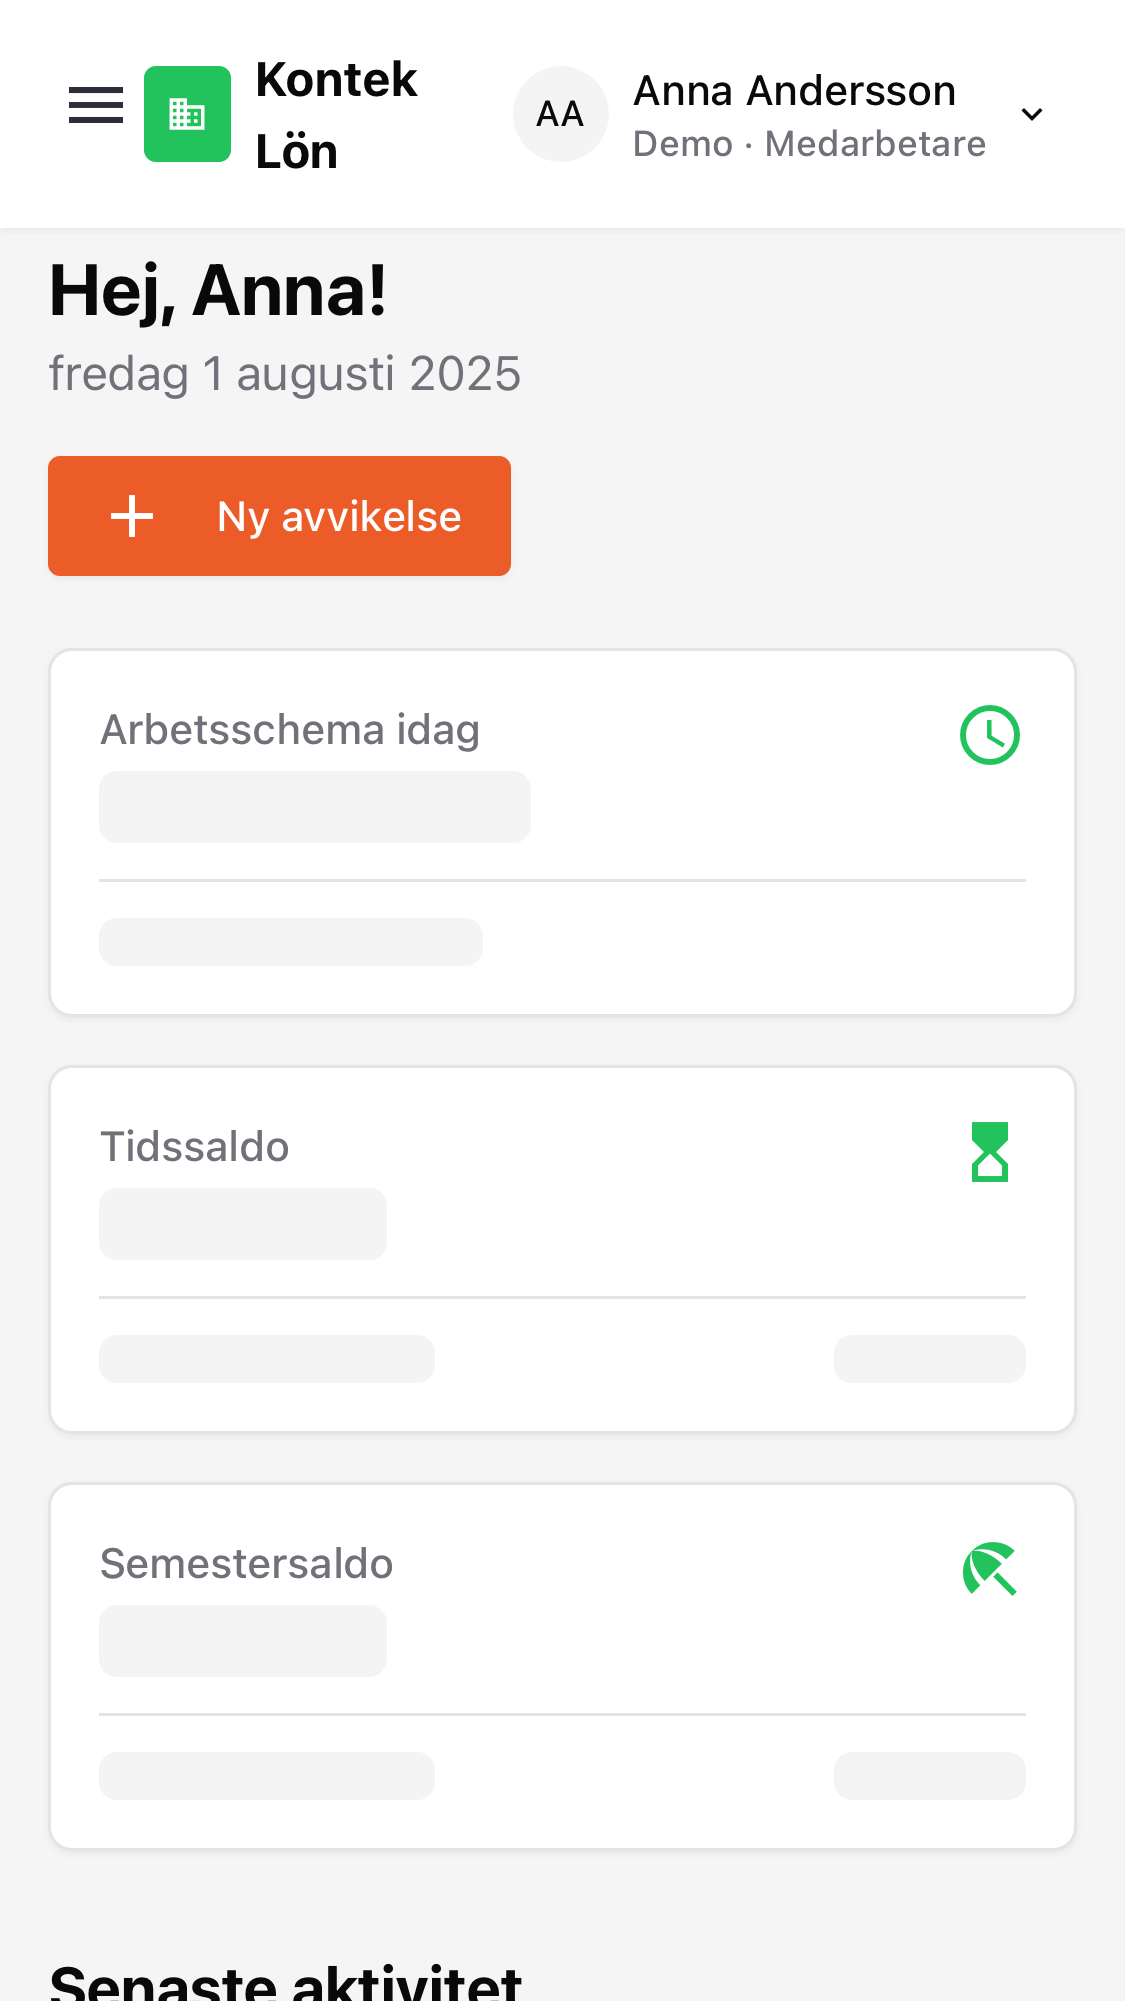 Kontek
Lön
AA
Anna Andersson
Demo · Medarbetare
Hej, Anna!
fredag 1 augusti 2025
Ny avvikelse
Arbetsschema idag
Tidssaldo
Semestersaldo
Senaste aktivitet